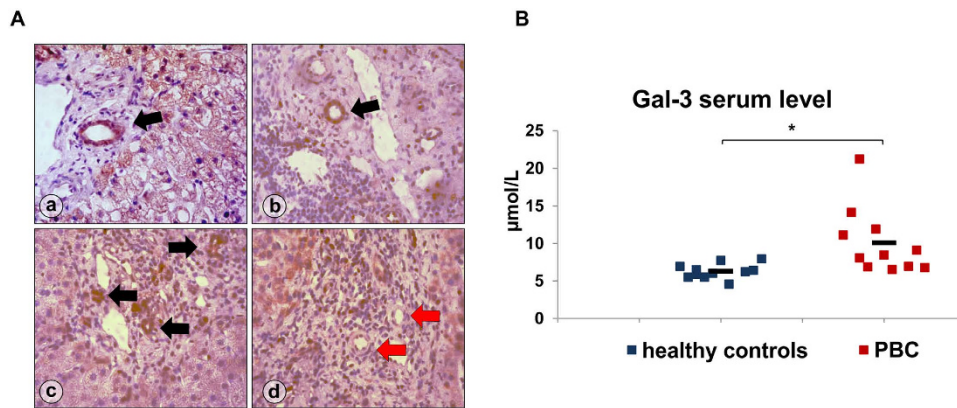 A
a
b
c
d
B
Gal-3 serum level
*
µmol/L
25
20
15
10
5
0
healthy controls
PBC